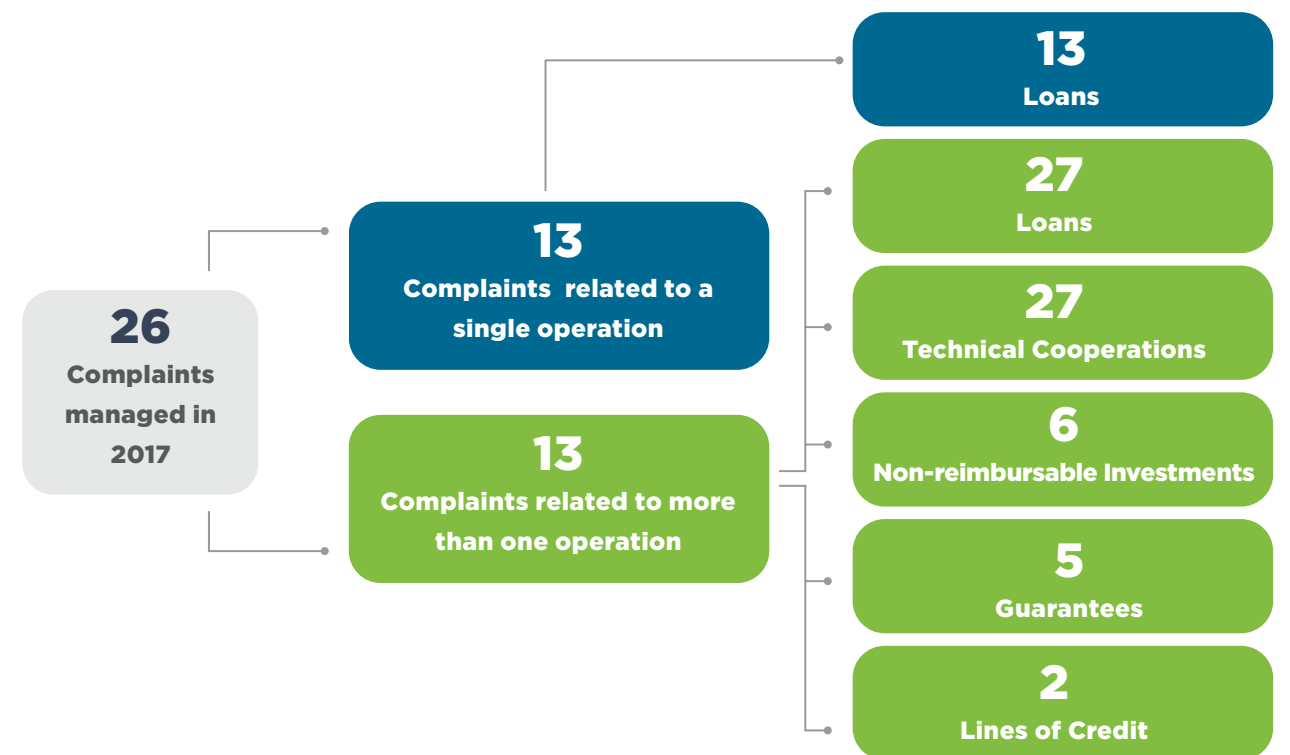 26
Complaints
managed in
2017
13
Complaints related to a
single operation
13
Complaints related to more
than one operation
13
Loans
27
Loans
27
Technical Cooperations
6
Non-reimbursable Investments
5
Guarantees
2
Lines of Credit